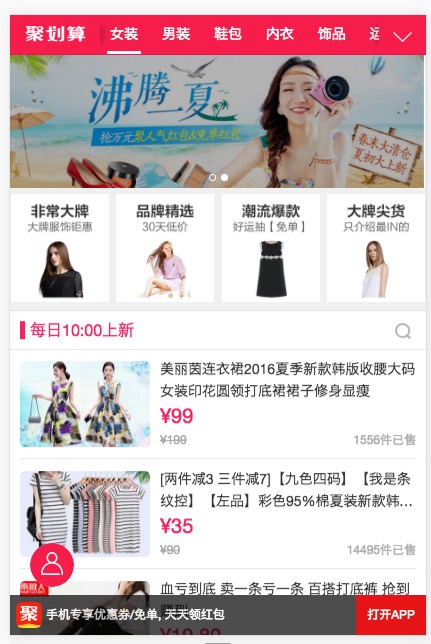 聚划算
女装 男装 鞋包 内衣 饰品
沸腾一夏
抢万元聚人气红包&免单红包
春末大清仓
夏初大上新
非常大牌 品牌精选 潮流爆款 大牌尖货
大牌服饰钜惠 30天低价 好运抽【免单】 只介绍最IN的
每日10:00上新
美丽茵连衣裙2016夏季新款韩版收腰大码
女装印花圆领打底裙裙子修身显瘦
¥99
¥199 1556件已售
[两件减3 三件减7]【九色四码】【我是条
纹控】【左品】彩色95%棉夏装新款韩…
¥35
¥90 14495件已售
血亏到底 卖一条亏一条 百搭打底裤 抢到
聚 手机专享优惠券/免单, 天天领红包 打开APP